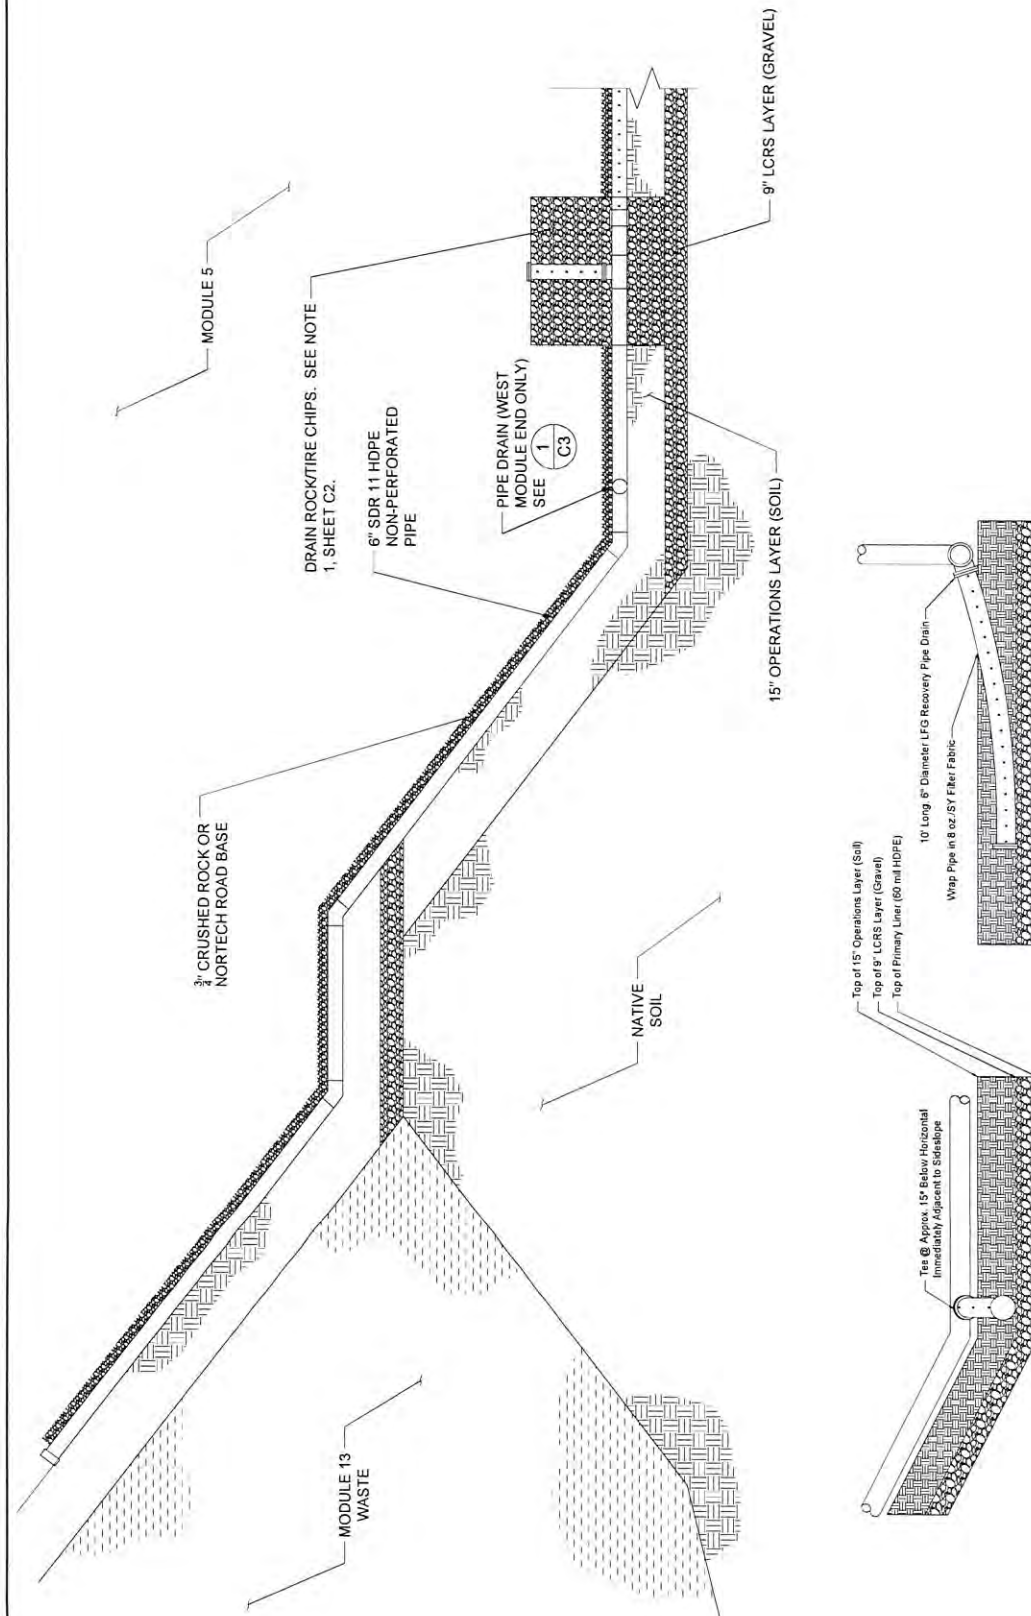 MODULE 5
DRAIN ROCK/TIRE CHIPS.  SEE NOTE
1, SHEET C2.
6" SDR 11 HDPE
NON-PERFORATED
PIPE
PIPE DRAIN (WEST
MODULE END ONLY)
SEE
1
C3
9" LCRS LAYER (GRAVEL)
15" OPERATIONS LAYER (SOIL)
3/4" CRUSHED ROCK OR
NORTECH ROAD BASE
NATIVE
SOIL
MODULE 13
WASTE
Top of 15" Operations Layer (Soil)
Top of 9" LCRS Layer (Gravel)
Top of Primary Liner (60 mil HDPE)
Tee @ Approx. 15° Below Horizontal
Immediately Adjacent to Sideslope
10' Long, 6" Diameter LFG Recovery Pipe Drain
Wrap Pipe in 8 oz./SY Filter Fabric